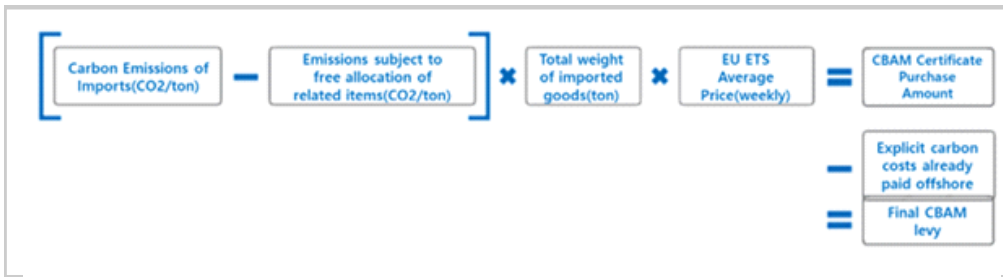 Carbon Emissions of
Imports(CO2/ton)
Emissions subject to
free allocation of
related items(CO2/ton)
Total weight
of imported
goods(ton)
EU ETS
Average
Price(weekly)
CBAM Certificate
Purchase
Amount
Explicit carbon
costs already
paid offshore
Final CBAM
levy